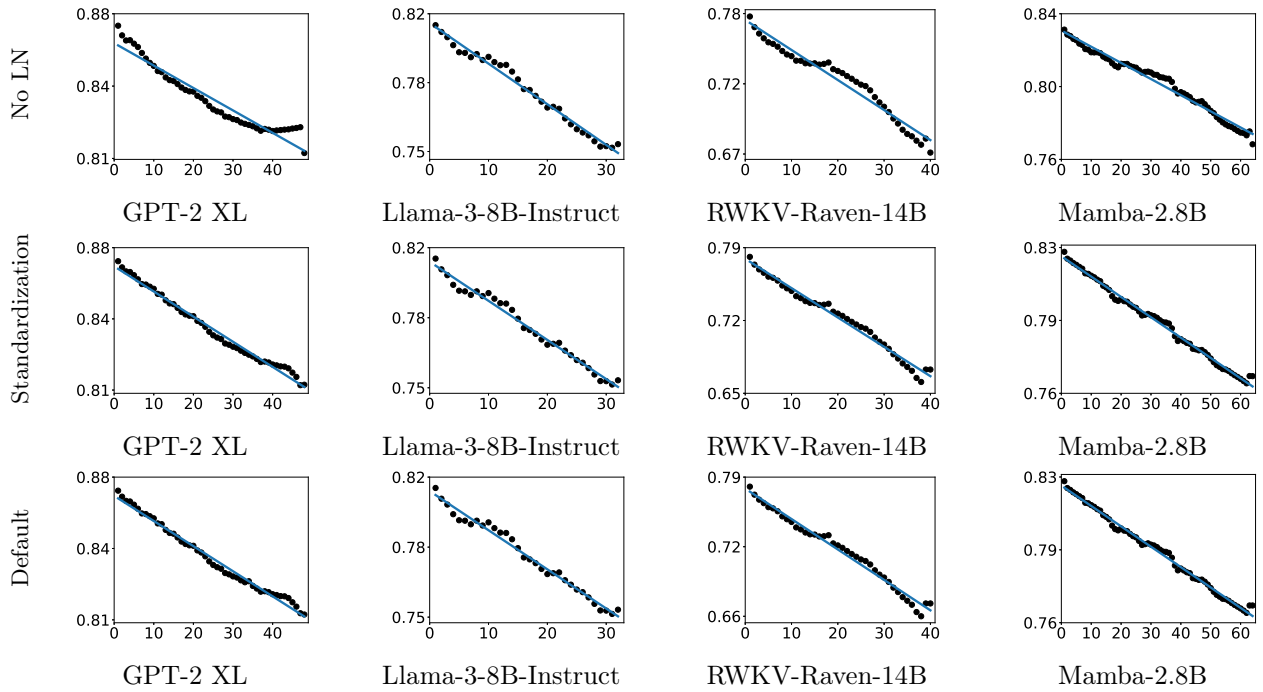 No LN
0.88
0.84
0.81
0 10 20 30 40
GPT-2 XL
0.82
0.78
0.75
0 10 20 30
Llama-3-8B-Instruct
0.78
0.72
0.67
0 10 20 30 40
RWKV-Raven-14B
0.84
0.80
0.76
0 10 20 30 40 50 60
Mamba-2.8B
Standardization
0.88
0.84
0.81
0 10 20 30 40
GPT-2 XL
0.82
0.78
0.75
0 10 20 30
Llama-3-8B-Instruct
0.79
0.72
0.65
0 10 20 30 40
RWKV-Raven-14B
0.83
0.79
0.76
0 10 20 30 40 50 60
Mamba-2.8B
Default
0.88
0.84
0.81
0 10 20 30 40
GPT-2 XL
0.82
0.78
0.75
0 10 20 30
Llama-3-8B-Instruct
0.79
0.72
0.66
0 10 20 30 40
RWKV-Raven-14B
0.83
0.79
0.76
0 10 20 30 40 50 60
Mamba-2.8B